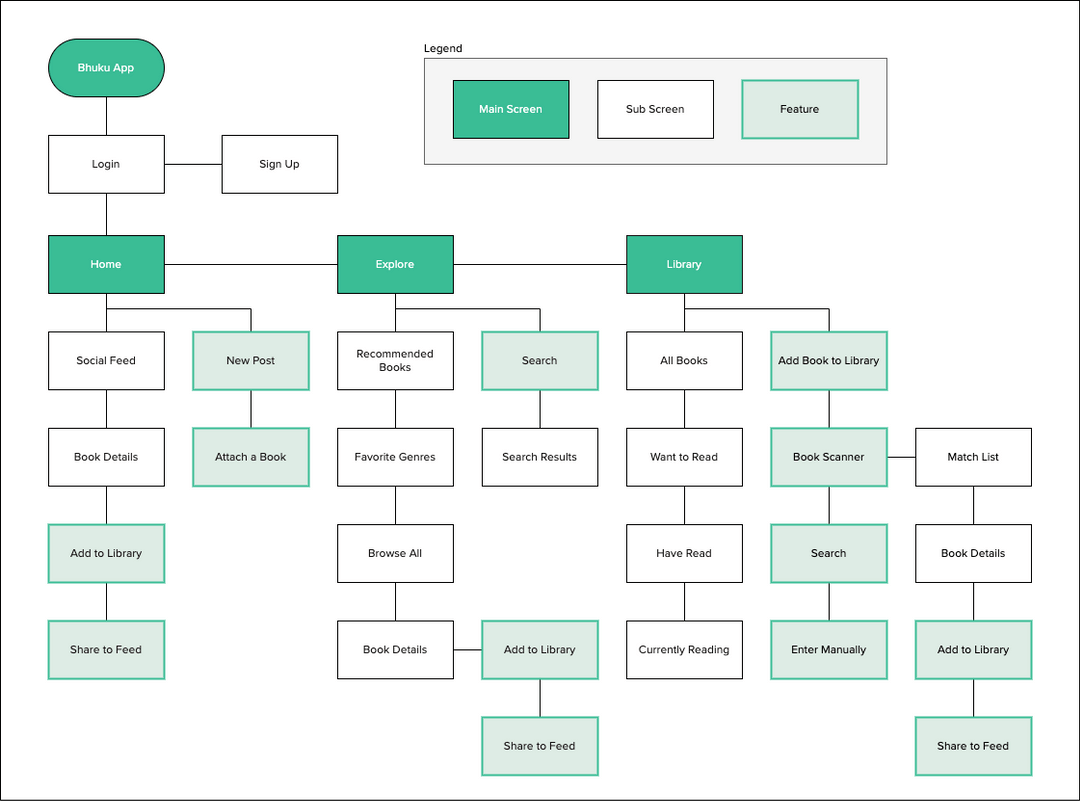 Legend
Bhuku App
Main Screen
Sub Screen
Feature
Login
Sign Up
Home
Explore
Library
Social Feed
New Post
Recommended
Books
Search
All Books
Add Book to Library
Book Details
Attach a Book
Favorite Genres
Search Results
Want to Read
Book Scanner
Match List
Add to Library
Browse All
Have Read
Search
Book Details
Share to Feed
Book Details
Add to Library
Currently Reading
Enter Manually
Add to Library
Share to Feed
Share to Feed